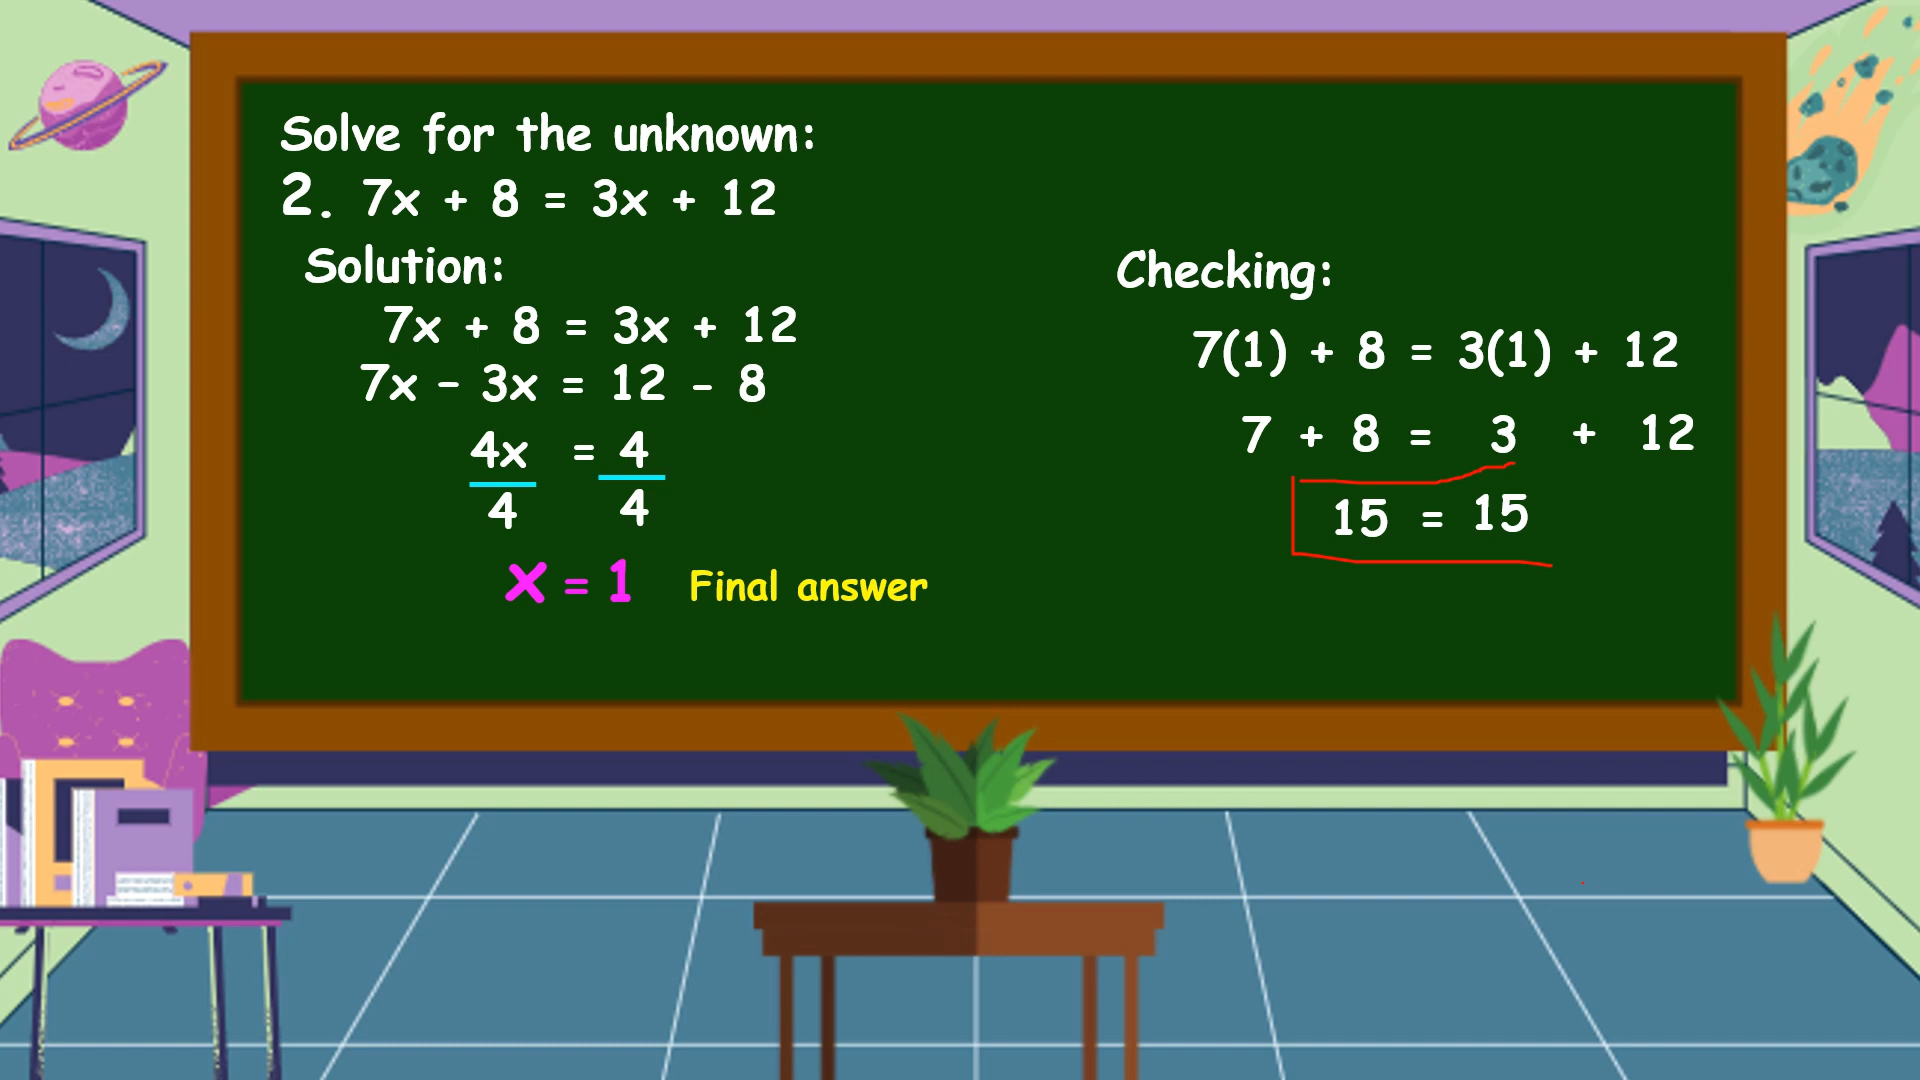 Solve for the unknown:
2. 7x + 8 = 3x + 12
Solution:
7x + 8 = 3x + 12
7x – 3x = 12 - 8
4x = 4
4 4
x = 1 Final answer
Checking:
7(1) + 8 = 3(1) + 12
7 + 8 = 3 + 12
15 = 15